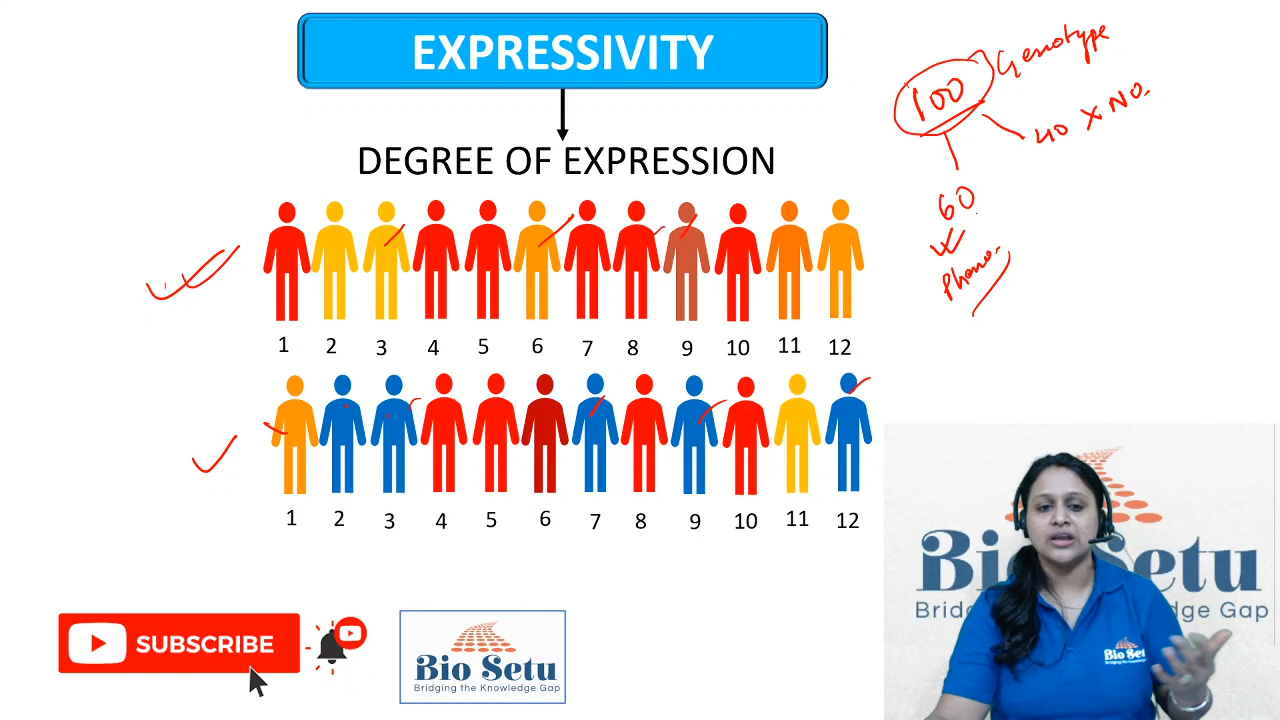 EXPRESSIVITY
DEGREE OF EXPRESSION
100
Genotype
40 X NO.
60
Pheno.
1 2 3 4 5 6 7 8 9 10 11 12
1 2 3 4 5 6 7 8 9 10 11 12
SUBSCRIBE
Bio Setu
Bridging the Knowledge Gap
Bio Setu
Brid knowledge Gap
Bio Setu